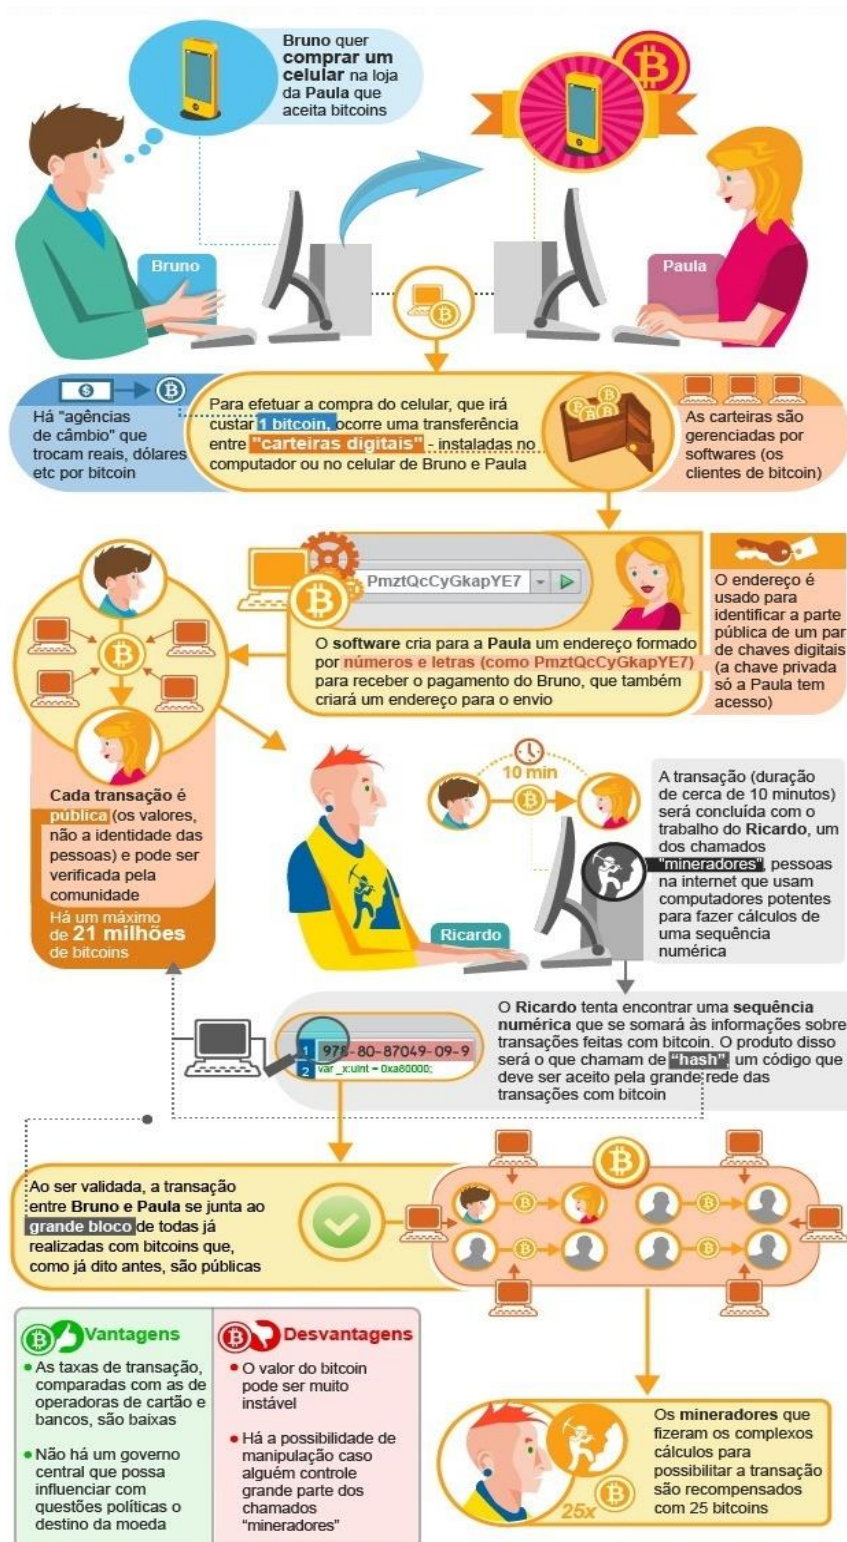 Bruno quer
comprar um
celular na loja
da Paula que
aceita bitcoins
Bruno
Paula
Há "agências
de câmbio" que
trocam reais, dólares
etc por bitcoin
Para efetuar a compra do celular, que irá
custar 1 bitcoin, ocorre uma transferência
entre "carteiras digitais" - instaladas no
computador ou no celular de Bruno e Paula
As carteiras são
gerenciadas por
softwares (os
clientes de bitcoin)
PmztQcCyGkapYE7
O software cria para a Paula um endereço formado
por números e letras (como PmztQcCyGkapYE7)
para receber o pagamento do Bruno, que também
criará um endereço para o envio
O endereço é
usado para
identificar a parte
pública de um par
de chaves digitais
(a chave privada
só a Paula tem
acesso)
Cada transação é
pública (os valores,
não a identidade das
pessoas) e pode ser
verificada pela
comunidade
Há um máximo
de 21 milhões
de bitcoins
10 min
Ricardo
A transação (duração
de cerca de 10 minutos)
será concluída com o
trabalho do Ricardo, um
dos chamados
"mineradores", pessoas
na internet que usam
computadores potentes
para fazer cálculos de
uma sequência
numérica
1 978-80-87049-09-9
2 var _x:uint = 0xa80000;
O Ricardo tenta encontrar uma sequência
numérica que se somará às informações sobre
transações feitas com bitcoin. O produto disso
será o que chamam de “hash”, um código que
deve ser aceito pela grande rede das
transações com bitcoin
Ao ser validada, a transação
entre Bruno e Paula se junta ao
grande bloco de todas já
realizadas com bitcoins que,
como já dito antes, são públicas
Vantagens
As taxas de transação,
comparadas com as de
operadoras de cartão e
bancos, são baixas
Não há um governo
central que possa
influenciar com
questões políticas o
destino da moeda
Desvantagens
O valor do bitcoin
pode ser muito
instável
Há a possibilidade de
manipulação caso
alguém controle
grande parte dos
chamados
“mineradores”
25x
Os mineradores que
fizeram os complexos
cálculos para
possibilitar a transação
são recompensados
com 25 bitcoins